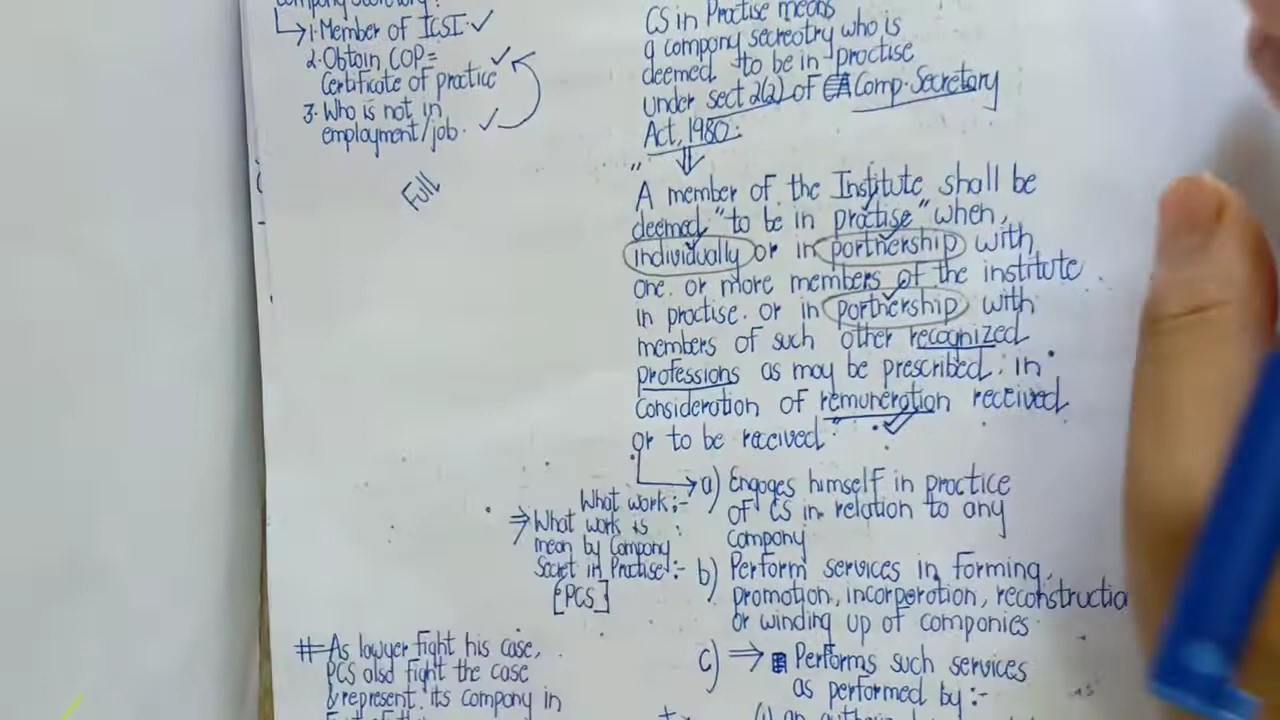 1. Member of ICSI. ✓
2. Obtain COP = ✓
Certificate of practice
3. Who is not in
employment/job. ✓
Full
CS in Practise means
a company secreotry who is
deemed to be in practise
under sect 2(2) of Comp. Secretary
Act, 1980:
"
A member of the Institute shall be
deemed "to be in practise" when,
individually or in partnership with
one or more members of the institute
in practise. or in partnership with
members of such other recognized
professions as may be prescribed, in
Consideration of remuneration received
or to be received"
a) Engages himself in practice
of CS in relation to any
company
What work:-
⇒ What work is
mean by Company
Secret in Practise:-
[PCS]
b) Perform services in forming,
promotion, incorporation, reconstructio
or winding up of companies
# As lawyer fight his case,
PCS also fight the case
& represent its company in
c) ⇒ Performs such services
as performed by:-
(i) an